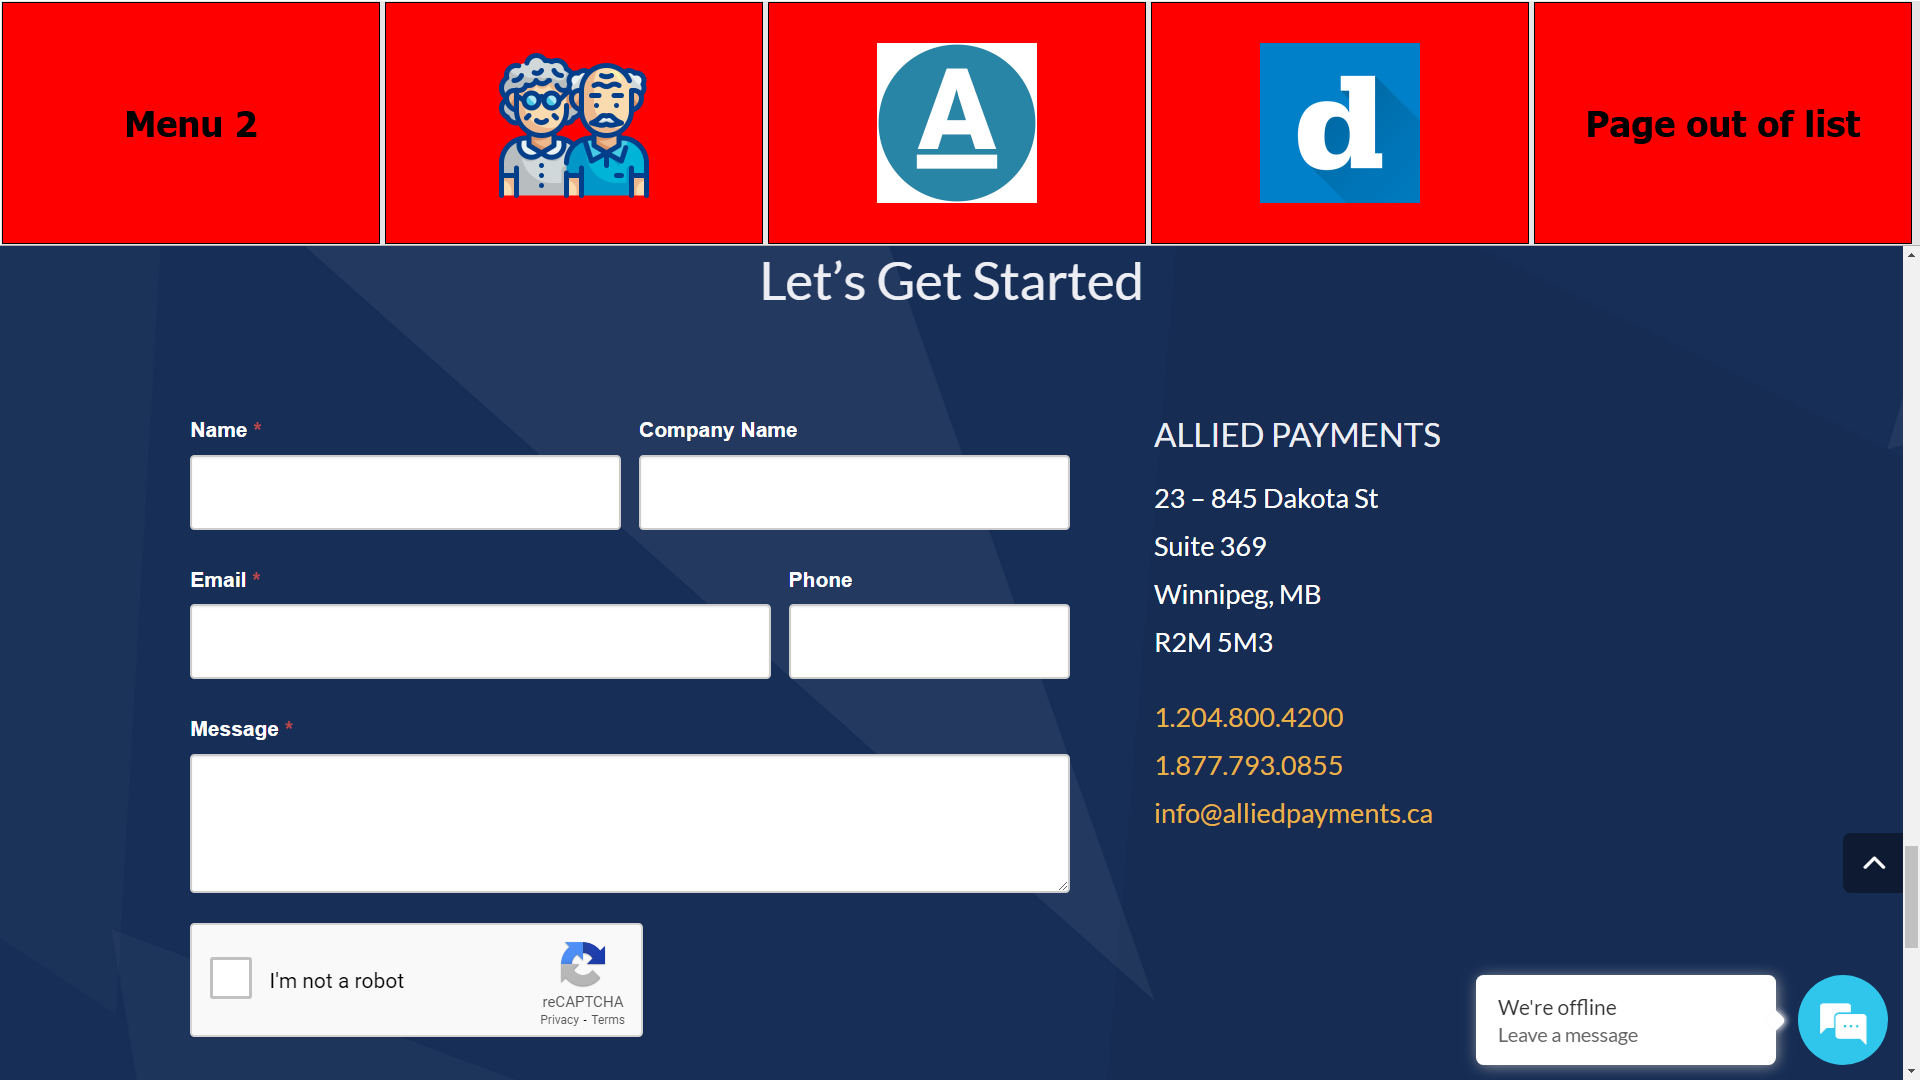 Menu 2
A
d
Page out of list
Let’s Get Started
Name *
Company Name
Email *
Phone
Message *
I'm not a robot
reCAPTCHA
Privacy - Terms
ALLIED PAYMENTS
23 – 845 Dakota St
Suite 369
Winnipeg, MB
R2M 5M3
1.204.800.4200
1.877.793.0855
info@alliedpayments.ca
We're offline
Leave a message